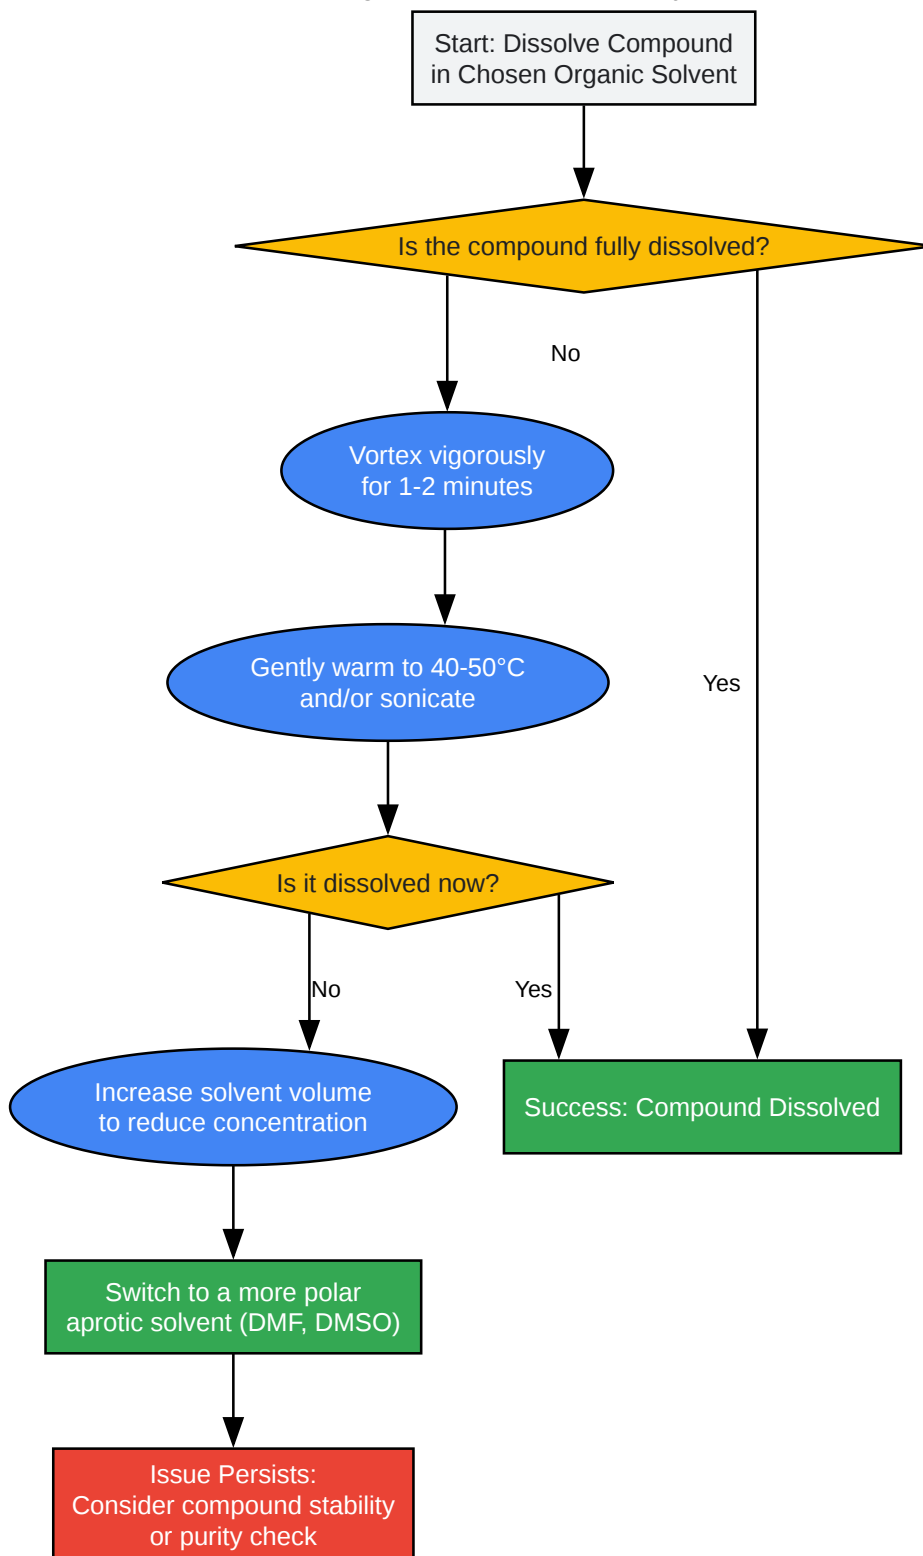 Start: Dissolve Compound
in Chosen Organic Solvent
Is the compound fully dissolved?
No
Vortex vigorously
for 1-2 minutes
Gently warm to 40-50°C
and/or sonicate
Yes
Is it dissolved now?
No
Yes
Increase solvent volume
to reduce concentration
Success: Compound Dissolved
Switch to a more polar
aprotic solvent (DMF, DMSO)
Issue Persists:
Consider compound stability
or purity check